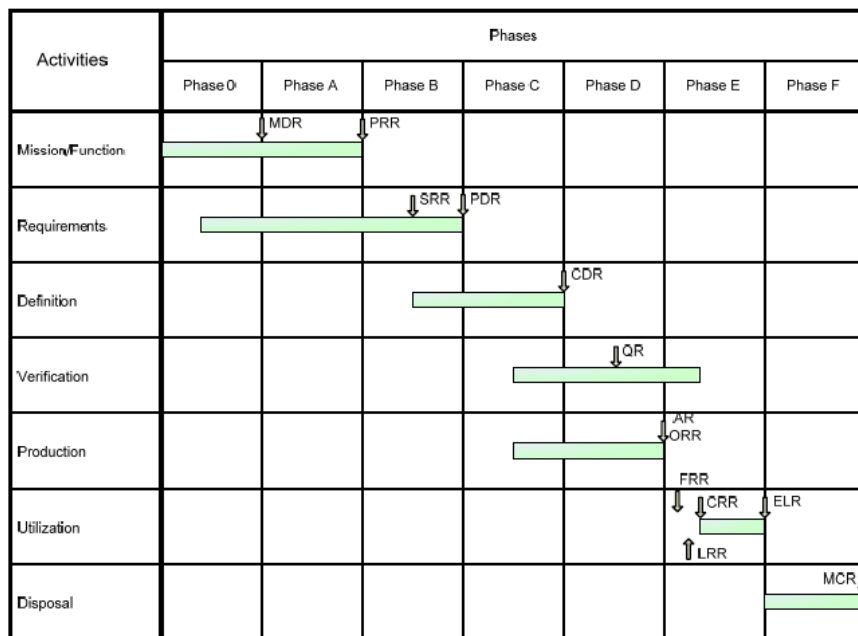 Activities
Phases
Phase 0
Phase A
Phase B
Phase C
Phase D
Phase E
Phase F
Mission/Function
MDR
PRR
Requirements
SRR
PDR
Definition
CDR
Verification
QR
Production
AR
ORR
Utilization
FRR
CRR
ELR
LRR
Disposal
MCR